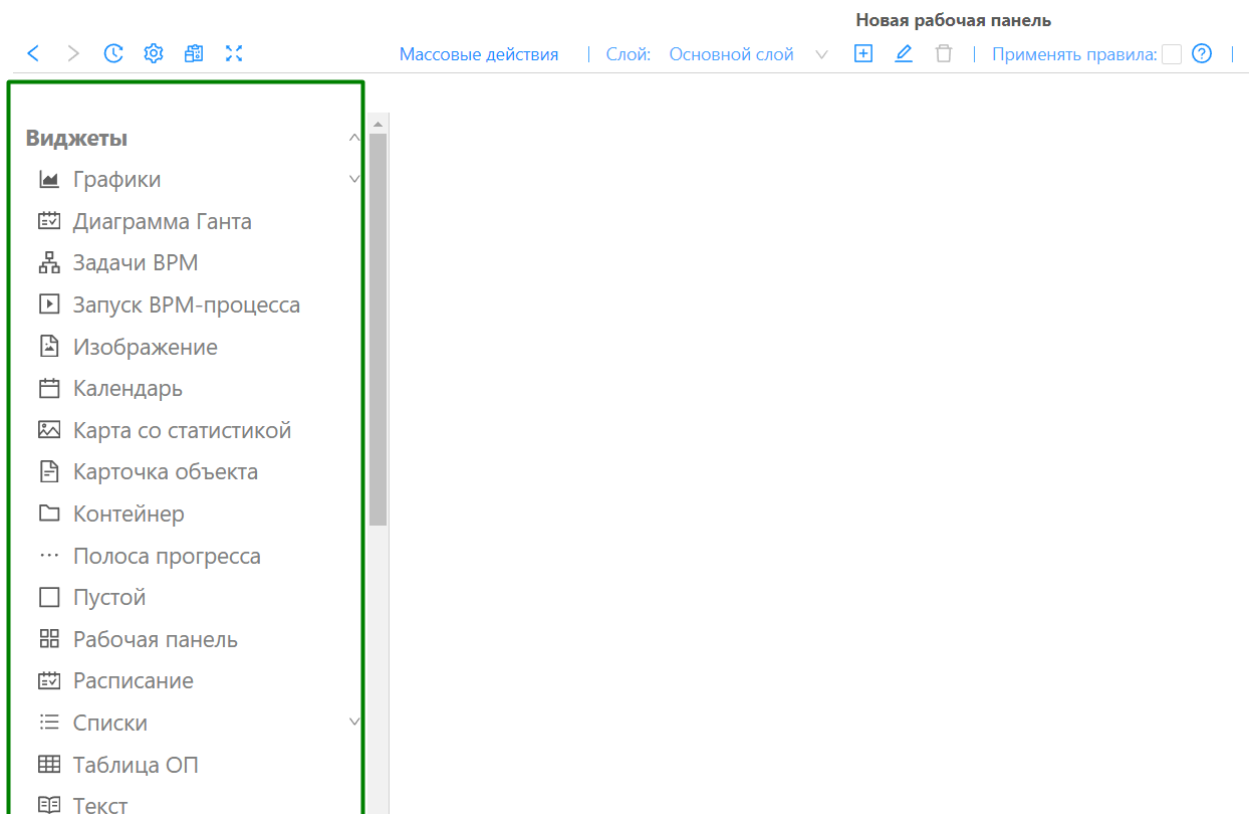 Новая рабочая панель
Массовые действия | Слой: Основной слой | Применять правила: ? |
Виджеты
Графики
Диаграмма Ганта
Задачи BPM
Запуск BPM-процесса
Изображение
Календарь
Карта со статистикой
Карточка объекта
Контейнер
Полоса прогресса
Пустой
Рабочая панель
Расписание
Списки
Таблица ОП
Текст